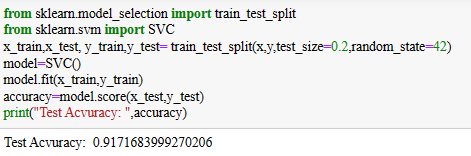 from sklearn.model_selection import train_test_split
from sklearn.svm import SVC
x_train,x_test, y_train,y_test= train_test_split(x,y,test_size=0.2,random_state=42)
model=SVC()
model.fit(x_train,y_train)
accuracy=model.score(x_test,y_test)
print("Test Acvuracy: ",accuracy)
Test Acvuracy:  0.9171683999270206